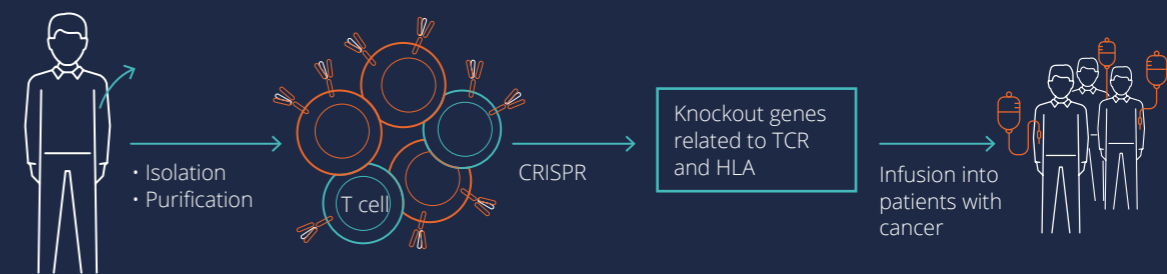 · Isolation
· Purification
T cell
CRISPR
Knockout genes
related to TCR
and HLA
Infusion into
patients with
cancer